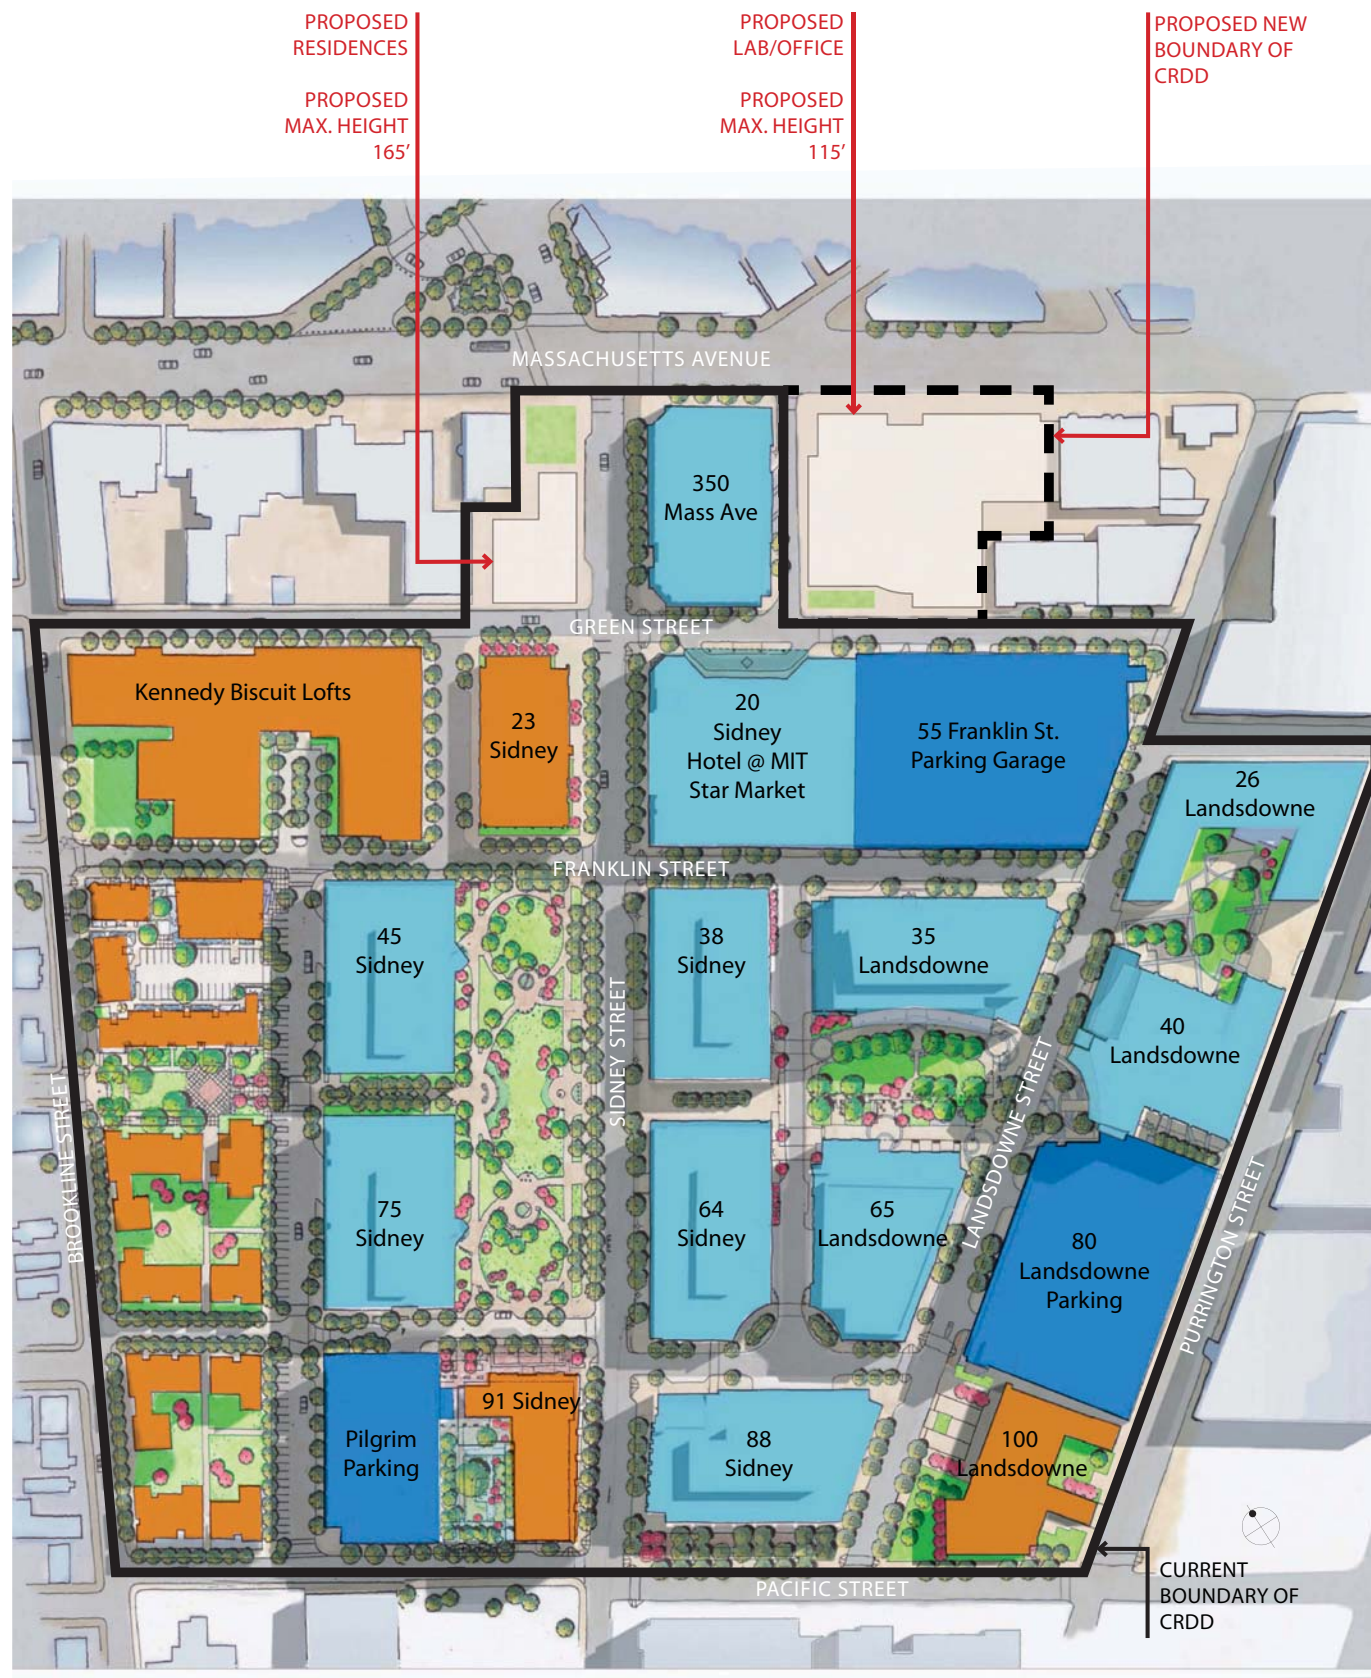 PROPOSED
RESIDENCES
PROPOSED
MAX. HEIGHT
165’
PROPOSED
LAB/OFFICE
PROPOSED
MAX. HEIGHT
115’
PROPOSED NEW
BOUNDARY OF
CRDD
MASSACHUSETTS AVENUE
350
Mass Ave
GREEN STREET
Kennedy Biscuit Lofts
23
Sidney
20
Sidney
Hotel @ MIT
Star Market
55 Franklin St.
Parking Garage
26
Landsdowne
FRANKLIN STREET
45
Sidney
38
Sidney
35
Landsdowne
40
Landsdowne
SIDNEY STREET
LANDSDOWNE STREET
BROOKLINE STREET
PURRINGTON STREET
75
Sidney
64
Sidney
65
Landsdowne
80
Landsdowne
Parking
91 Sidney
Pilgrim
Parking
88
Sidney
100
Landsdowne
PACIFIC STREET
CURRENT
BOUNDARY OF
CRDD